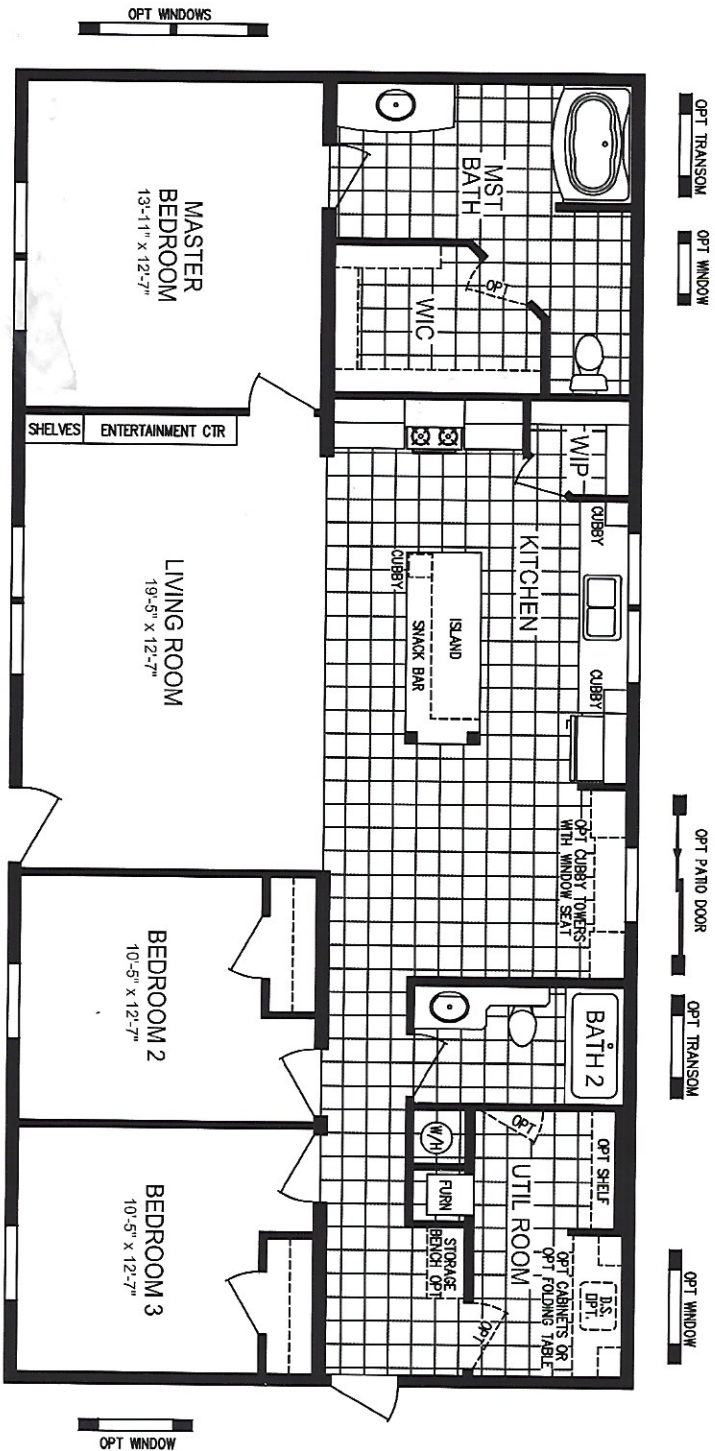 OPT WINDOWS
OPT TRANSOM
OPT WINDOW
OPT PATIO DOOR
OPT TRANSOM
OPT WINDOW
OPT WINDOW
MST
BATH
OPT
WIC
MASTER
BEDROOM
13'-11" x 12'-7"
SHELVES
ENTERTAINMENT CTR
WIP
CUBBY
KITCHEN
CUBBY
ISLAND
SNACK BAR
CUBBY
LIVING ROOM
19'-5" x 12'-7"
OPT CUBBY TOWERS
WITH WINDOW SEAT
BATH 2
BEDROOM 2
10'-5" x 12'-7"
OPT SHELF
OPT
W/H
FURN
UTIL ROOM
D.S.
OPT.
OPT CABINETS OR
OPT FOLDING TABLE
STORAGE
BENCH OPT
OPT
BEDROOM 3
10'-5" x 12'-7"